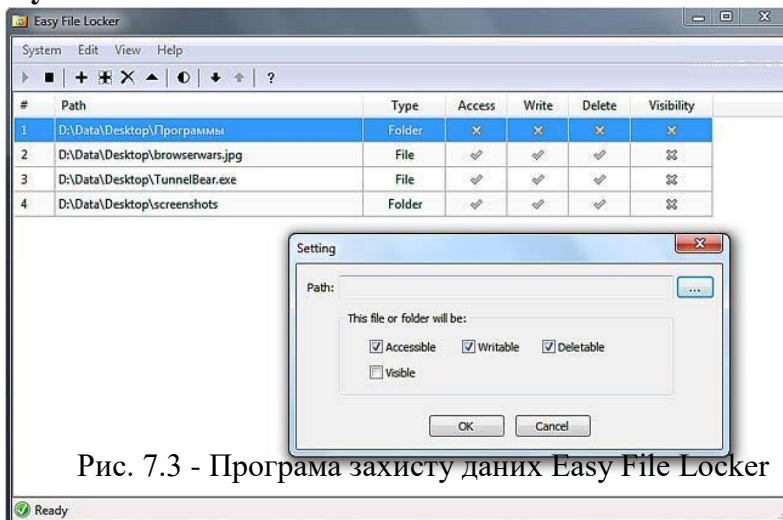 Easy File Locker
System Edit View Help
?
# Path Type Access Write Delete Visibility
1 D:\Data\Desktop\Программы Folder
2 D:\Data\Desktop\browserwars.jpg File
3 D:\Data\Desktop\TunnelBear.exe File
4 D:\Data\Desktop\screenshots Folder
Setting
Path: ...
This file or folder will be:
Accessible Writable Deletable
Visible
OK Cancel
Рис. 7.3 - Програма захисту даних Easy File Locker
Ready